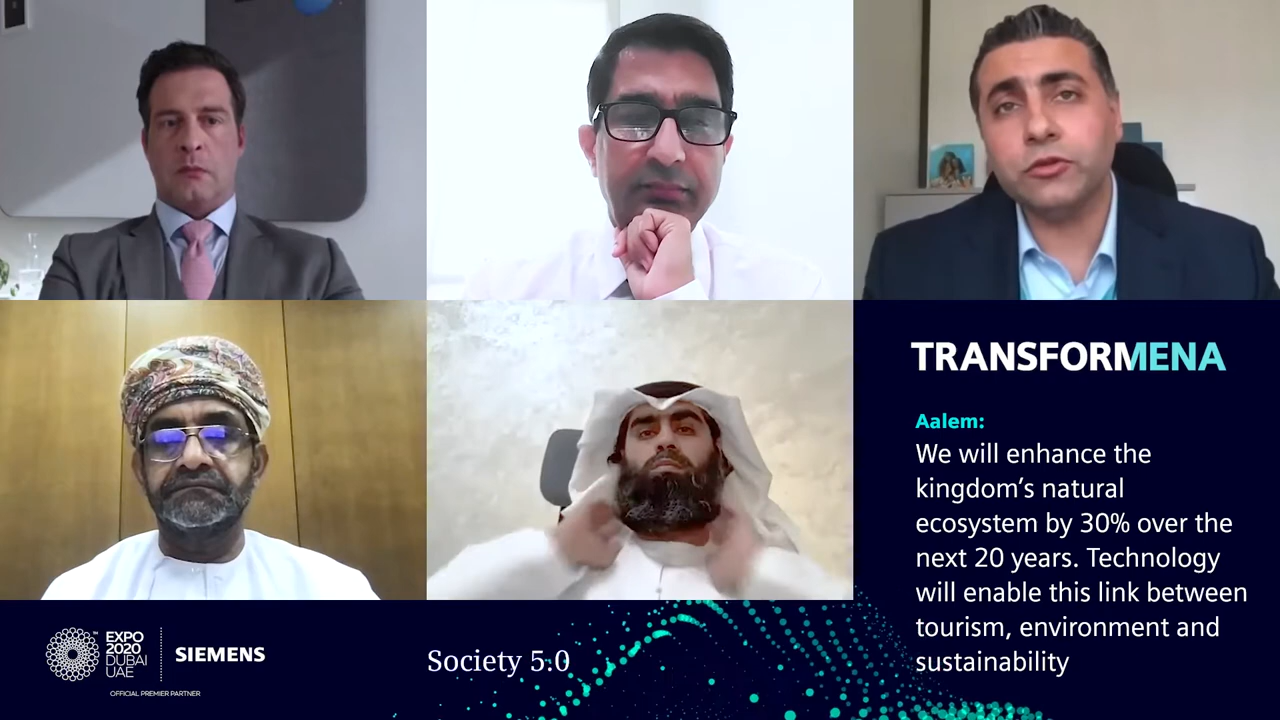 TRANSFORMENA
Aalem:
We will enhance the
kingdom’s natural
ecosystem by 30% over the
next 20 years. Technology
will enable this link between
tourism, environment and
sustainability
EXPO
2020
DUBAI
UAE
SIEMENS
OFFICIAL PREMIER PARTNER
Society 5.0